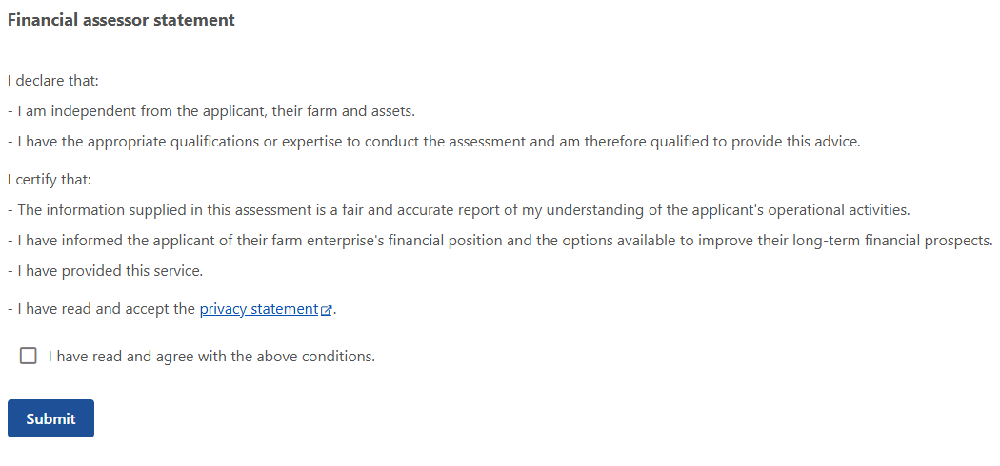 Financial assessor statement
I declare that:
- I am independent from the applicant, their farm and assets.
- I have the appropriate qualifications or expertise to conduct the assessment and am therefore qualified to provide this advice.
I certify that:
- The information supplied in this assessment is a fair and accurate report of my understanding of the applicant's operational activities.
- I have informed the applicant of their farm enterprise's financial position and the options available to improve their long-term financial prospects.
- I have provided this service.
- I have read and accept the privacy statement.
I have read and agree with the above conditions.
Submit